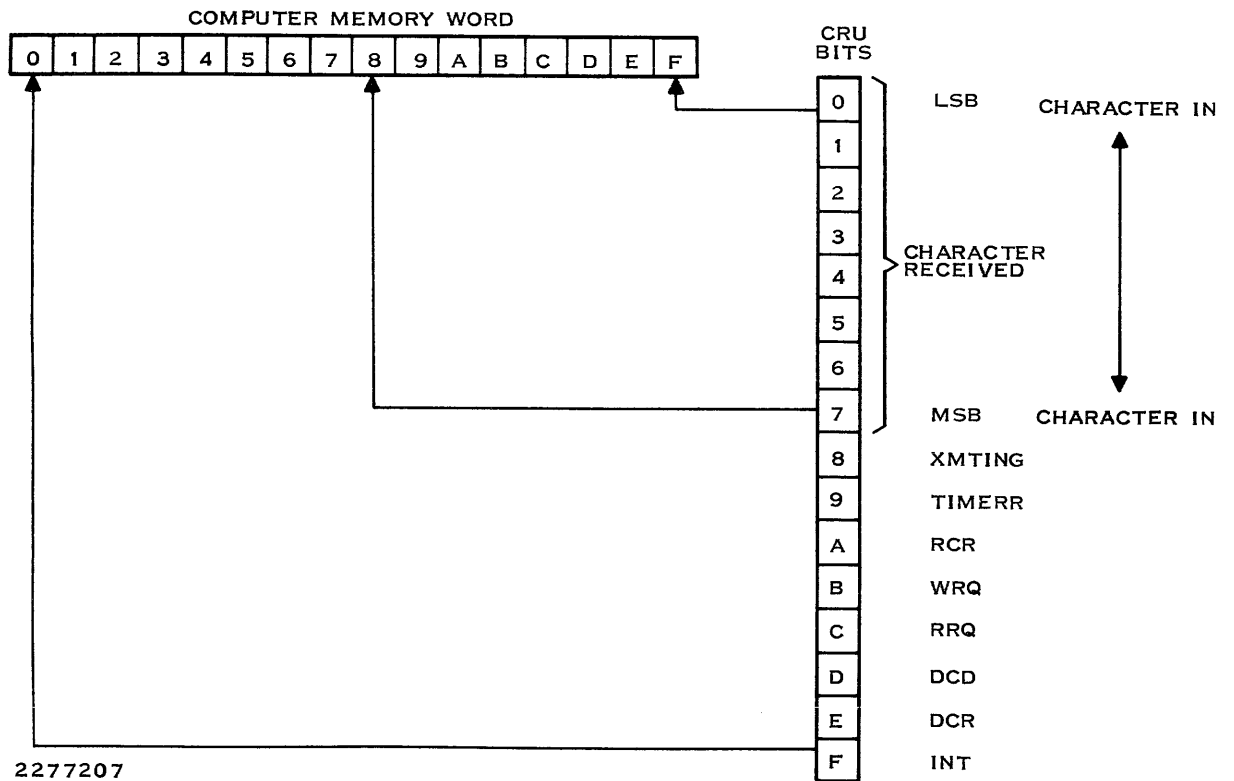 COMPUTER MEMORY WORD
0 1 2 3 4 5 6 7 8 9 A B C D E F
CRU
BITS
0 LSB CHARACTER IN
1
2
3
CHARACTER
RECEIVED
4
5
6
7 MSB CHARACTER IN
8 XMTING
9 TIMERR
A RCR
B WRQ
C RRQ
D DCD
E DCR
F INT
2277207